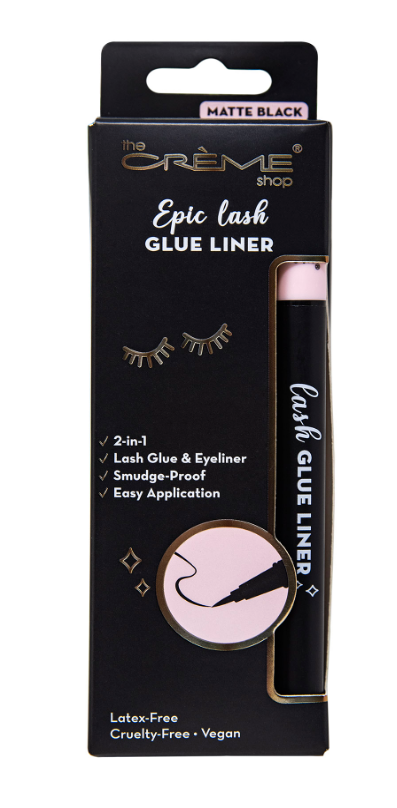 MATTE BLACK
the
CRÈME®
shop
Epic lash
GLUE LINER
lash GLUE LINER
✓ 2-in-1
✓ Lash Glue & Eyeliner
✓ Smudge-Proof
✓ Easy Application
Latex-Free
Cruelty-Free • Vegan